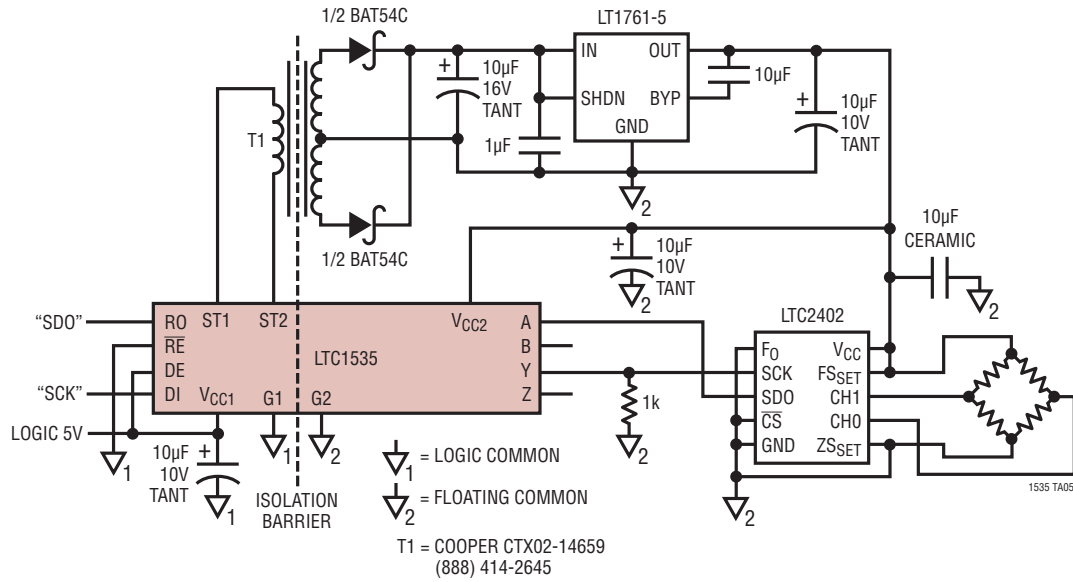 1/2 BAT54C
LT1761-5
IN
OUT
SHDN
BYP
GND
+
10µF
16V
TANT
1µF
10µF
+
10µF
10V
TANT
T1
2
1/2 BAT54C
+
10µF
10V
TANT
2
10µF
CERAMIC
2
"SDO"
"SCK"
LOGIC 5V
RO
RE
DE
DI
ST1
ST2
VCC2
A
B
Y
Z
LTC1535
VCC1
G1
G2
1
+
10µF
10V
TANT
1
1
2
ISOLATION
BARRIER
1k
2
LTC2402
FO
SCK
SDO
CS
GND
VCC
FSSET
CH1
CH0
ZSSET
2
1535 TA05
1
= LOGIC COMMON
2
= FLOATING COMMON
T1 = COOPER CTX02-14659
(888) 414-2645